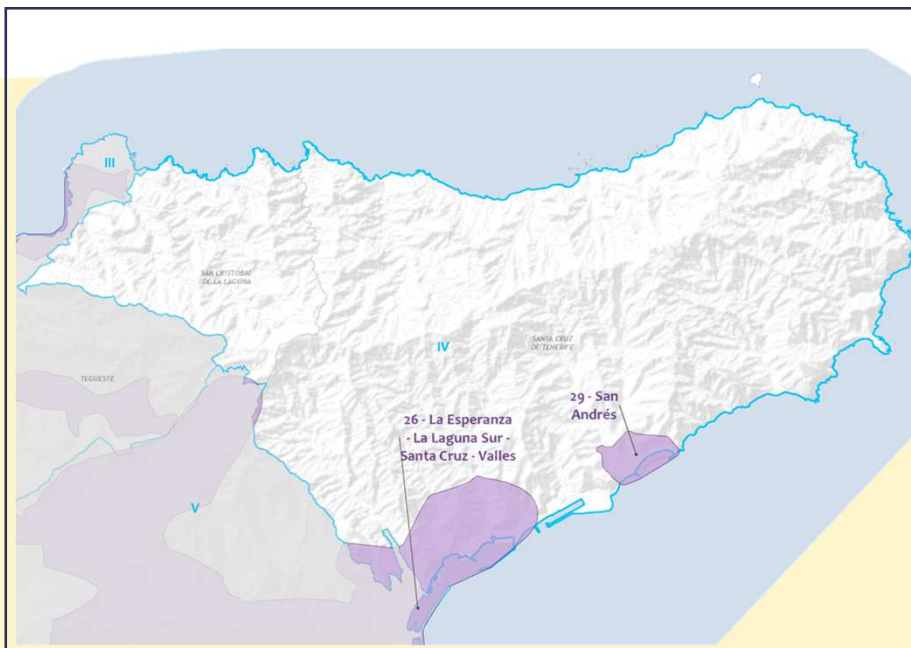 III
SAN CRISTÓBAL
DE LA LAGUNA
IV
SANTA CRUZ
DE TENERIFE
TEGUESTE
29 - San
Andrés
26 - La Esperanza
- La Laguna Sur -
Santa Cruz - Valles
V